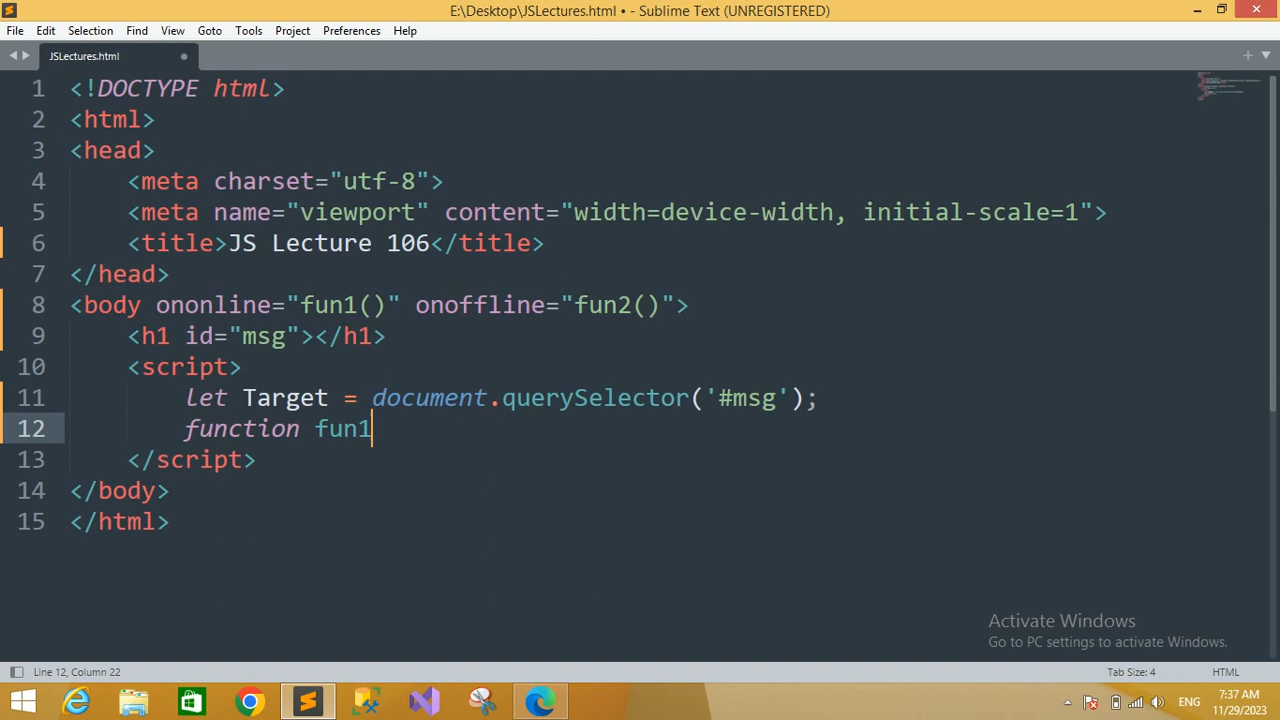 E:\Desktop\JSLectures.html • - Sublime Text (UNREGISTERED)
File Edit Selection Find View Goto Tools Project Preferences Help
JSLectures.html
1 <!DOCTYPE html>
2 <html>
3 <head>
4 <meta charset="utf-8">
5 <meta name="viewport" content="width=device-width, initial-scale=1">
6 <title>JS Lecture 106</title>
7 </head>
8 <body ononline="fun1()" onoffline="fun2()">
9 <h1 id="msg"></h1>
10 <script>
11 let Target = document.querySelector('#msg');
12 function fun1
13 </script>
14 </body>
15 </html>
Activate Windows
Go to PC settings to activate Windows.
Line 12, Column 22 Tab Size: 4 HTML
ENG 7:37 AM
11/29/2023